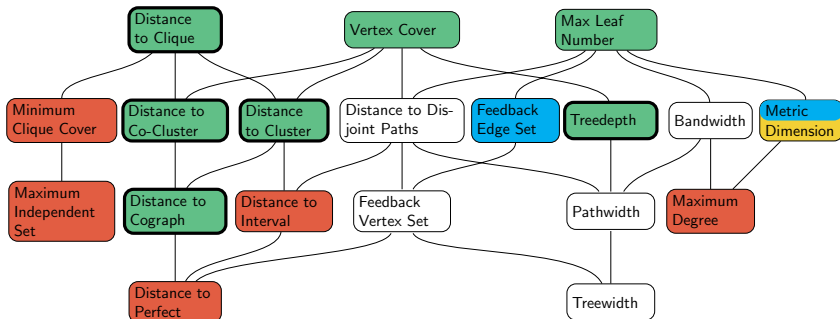 Distance
to Clique
Vertex Cover
Max Leaf
Number
Minimum
Clique Cover
Distance to
Co-Cluster
Distance
to Cluster
Distance to Dis-
joint Paths
Feedback
Edge Set
Treedepth
Bandwidth
Metric
Dimension
Maximum
Independent
Set
Distance to
Cograph
Distance to
Interval
Feedback
Vertex Set
Pathwidth
Maximum
Degree
Distance to
Perfect
Treewidth